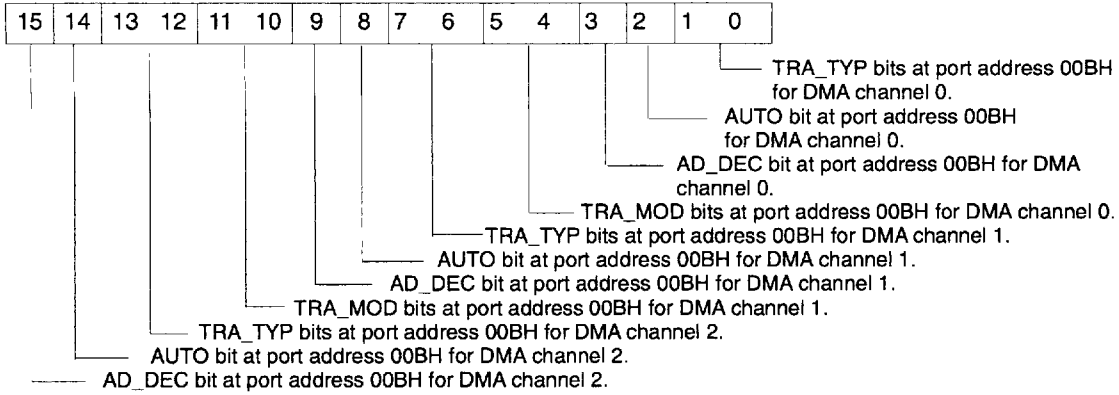 15 14 13 12 11 10 9 8 7 6 5 4 3 2 1 0
TRA_TYP bits at port address 00BH
for DMA channel 0.
AUTO bit at port address 00BH
for DMA channel 0.
AD_DEC bit at port address 00BH for DMA
channel 0.
TRA_MOD bits at port address 00BH for DMA channel 0.
TRA_TYP bits at port address 00BH for DMA channel 1.
AUTO bit at port address 00BH for DMA channel 1.
AD_DEC bit at port address 00BH for DMA channel 1.
TRA_MOD bits at port address 00BH for DMA channel 1.
TRA_TYP bits at port address 00BH for DMA channel 2.
AUTO bit at port address 00BH for DMA channel 2.
AD_DEC bit at port address 00BH for DMA channel 2.